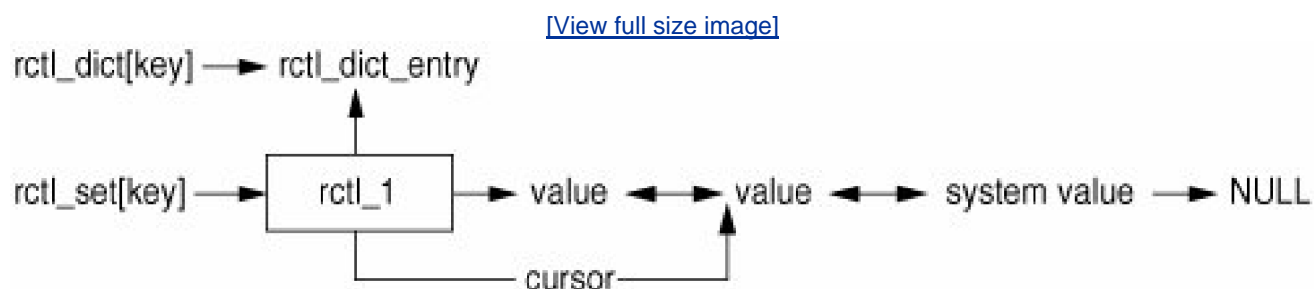 [View full size image]
rctl_dict[key] rctl_dict_entry
rctl_set[key] rctl_1 value value system value NULL
cursor